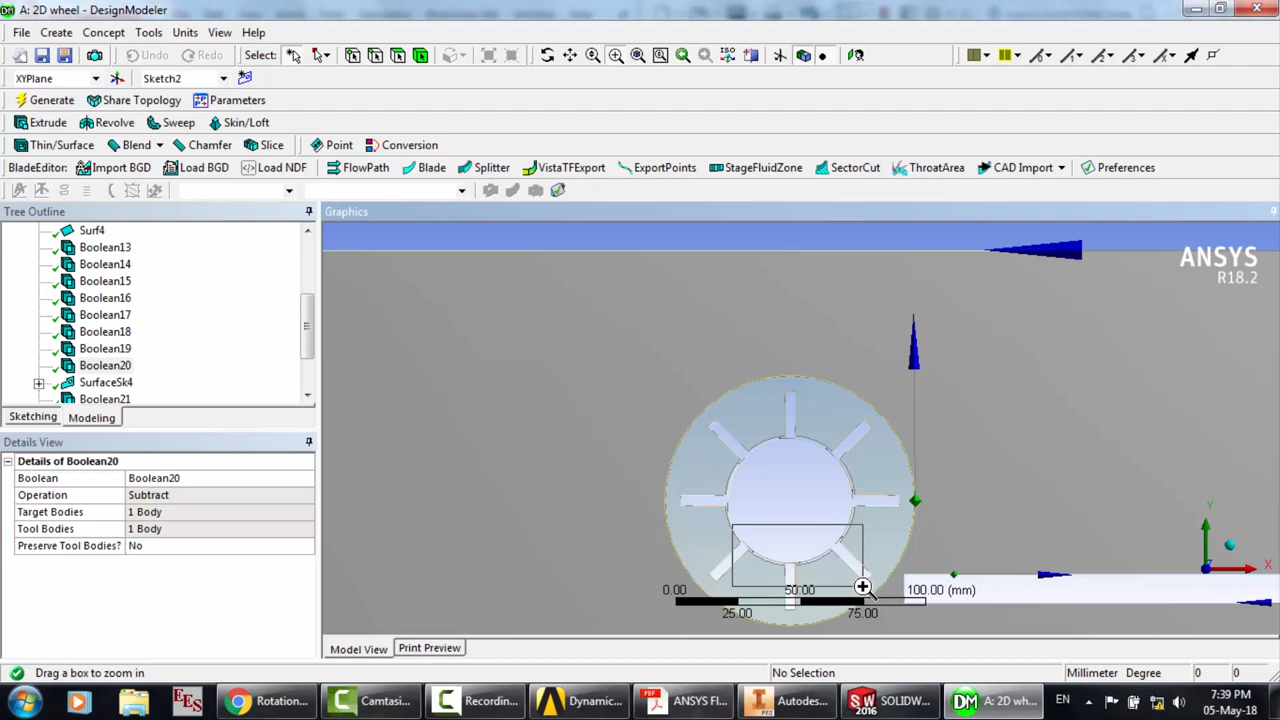 A: 2D wheel - DesignModeler
File Create Concept Tools Units View Help
Undo Redo Select:
XYPlane Sketch2
Generate Share Topology Parameters
Extrude Revolve Sweep Skin/Loft
Thin/Surface Blend Chamfer Slice Point Conversion
BladeEditor: Import BGD Load BGD Load NDF FlowPath Blade Splitter VistaTFExport ExportPoints StageFluidZone SectorCut ThroatArea CAD Import Preferences
Tree Outline
Surf4
Boolean13
Boolean14
Boolean15
Boolean16
Boolean17
Boolean18
Boolean19
Boolean20
SurfaceSk4
Boolean21
Sketching Modeling
Details View
Details of Boolean20
Boolean Boolean20
Operation Subtract
Target Bodies 1 Body
Tool Bodies 1 Body
Preserve Tool Bodies? No
Graphics
ANSYS
R18.2
Y
X
0.00 50.00 100.00 (mm)
25.00 75.00
Model View Print Preview
Drag a box to zoom in No Selection Millimeter Degree 0 0
EES Rotation... Camtasi... Recordin... Dynamic... PDF ANSYS Fl... PRO Autodes... SW 2016 SOLIDW... DM A: 2D wh... EN 7:39 PM
05-May-18